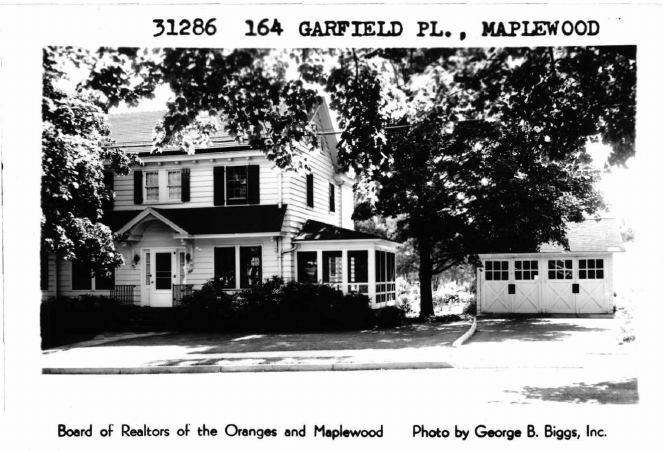 31286 164 GARFIELD PL., MAPLEWOOD
Board of Realtors of the Oranges and Maplewood Photo by George B. Biggs, Inc.